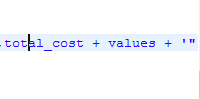 .total_cost + values + '"